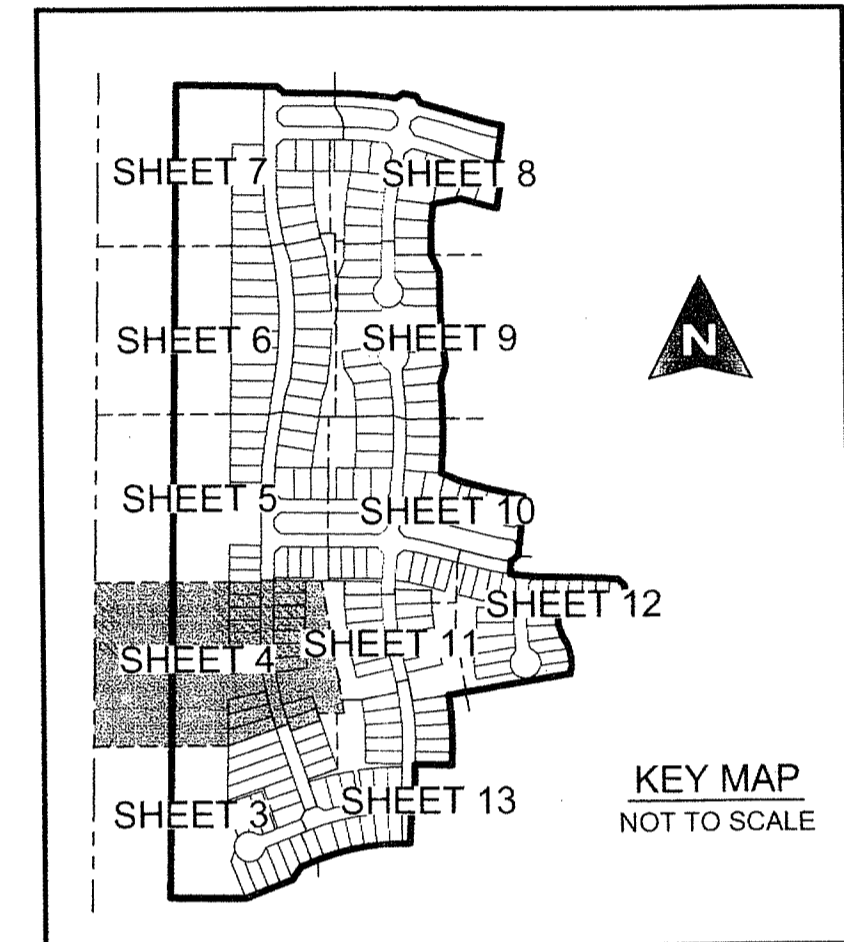 SHEET 7
SHEET 8
SHEET 6
SHEET 9
N
SHEET 5
SHEET 10
SHEET 12
SHEET 11
SHEET 4
SHEET 3
SHEET 13
KEY MAP
NOT TO SCALE